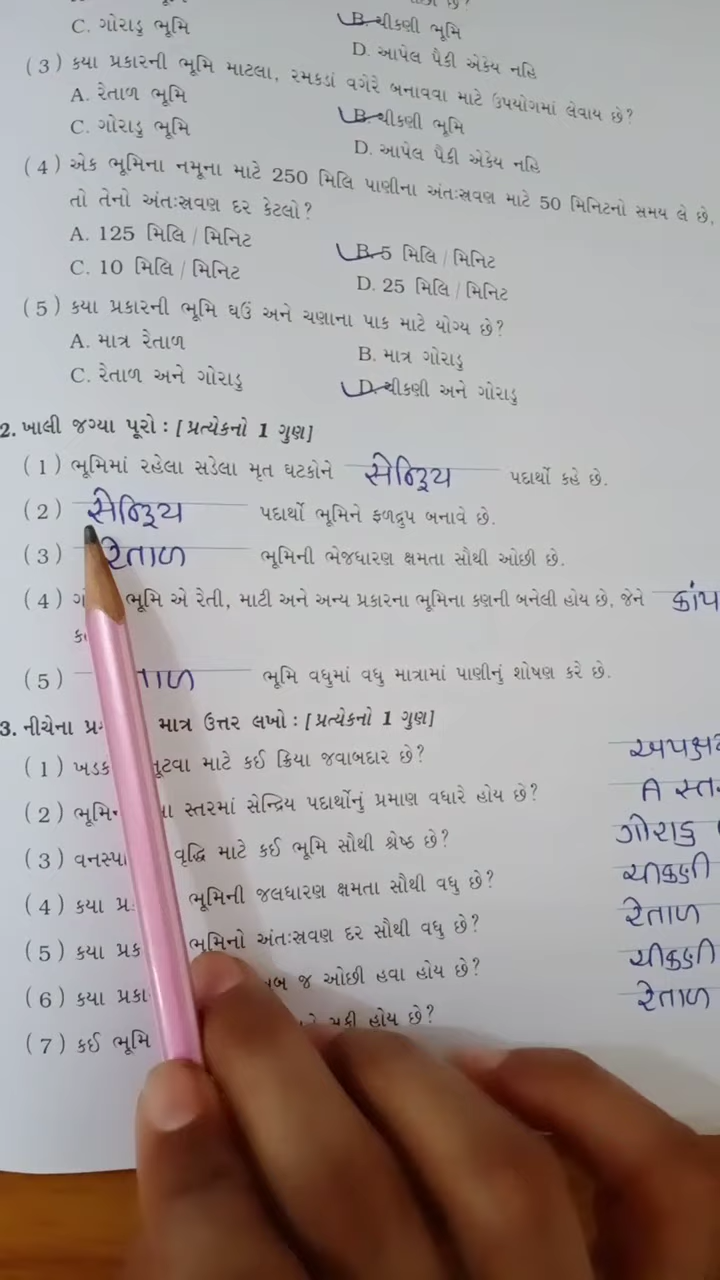 C. ગોરાડુ ભૂમિ B. ચીકણી ભૂમિ
D. આપેલ પૈકી એકેય નહિ
(3) કયા પ્રકારની ભૂમિ માટલા, રમકડાં વગેરે બનાવવા માટે ઉપયોગમાં લેવાય છે?
A. રેતાળ ભૂમિ B. ચીકણી ભૂમિ
C. ગોરાડુ ભૂમિ D. આપેલ પૈકી એકેય નહિ
(4) એક ભૂમિના નમૂના માટે 250 મિલિ પાણીના અંતઃસ્રવણ માટે 50 મિનિટનો સમય લે છે,
તો તેનો અંતઃસ્રવણ દર કેટલો?
A. 125 મિલિ / મિનિટ B. 5 મિલિ / મિનિટ
C. 10 મિલિ / મિનિટ D. 25 મિલિ / મિનિટ
(5) કયા પ્રકારની ભૂમિ ઘઉં અને ચણાના પાક માટે યોગ્ય છે?
A. માત્ર રેતાળ B. માત્ર ગોરાડુ
C. રેતાળ અને ગોરાડુ D. ચીકણી અને ગોરાડુ
2. ખાલી જગ્યા પૂરો : [પ્રત્યેકનો 1 ગુણ]
(1) ભૂમિમાં રહેલા સડેલા મૃત ઘટકોને સેન્દ્રિય પદાર્થો કહે છે.
(2) સેન્દ્રિય પદાર્થો ભૂમિને ફળદ્રુપ બનાવે છે.
(3) રેતાળ ભૂમિની ભેજધારણ ક્ષમતા સૌથી ઓછી છે.
(4) ભૂમિ એ રેતી, માટી અને અન્ય પ્રકારના ભૂમિના કણની બનેલી હોય છે, જેને કાંપ
(5) ભૂમિ વધુમાં વધુ માત્રામાં પાણીનું શોષણ કરે છે.
3. નીચેના માત્ર ઉત્તર લખો : [પ્રત્યેકનો 1 ગુણ]
(1) તૂટવા માટે કઈ ક્રિયા જવાબદાર છે?
(2) સ્તરમાં સેન્દ્રિય પદાર્થોનું પ્રમાણ વધારે હોય છે? A
(3) વૃદ્ધિ માટે કઈ ભૂમિ સૌથી શ્રેષ્ઠ છે? ગોરાડુ
(4) કયા ભૂમિની જલધારણ ક્ષમતા સૌથી વધુ છે? ચીકણી
(5) કયા ભૂમિનો અંતઃસ્રવણ દર સૌથી વધુ છે? રેતાળ
(6) કયા જ ઓછી હવા હોય છે? ચીકણી
(7) કઈ ભૂમિ હોય છે? રેતાળ